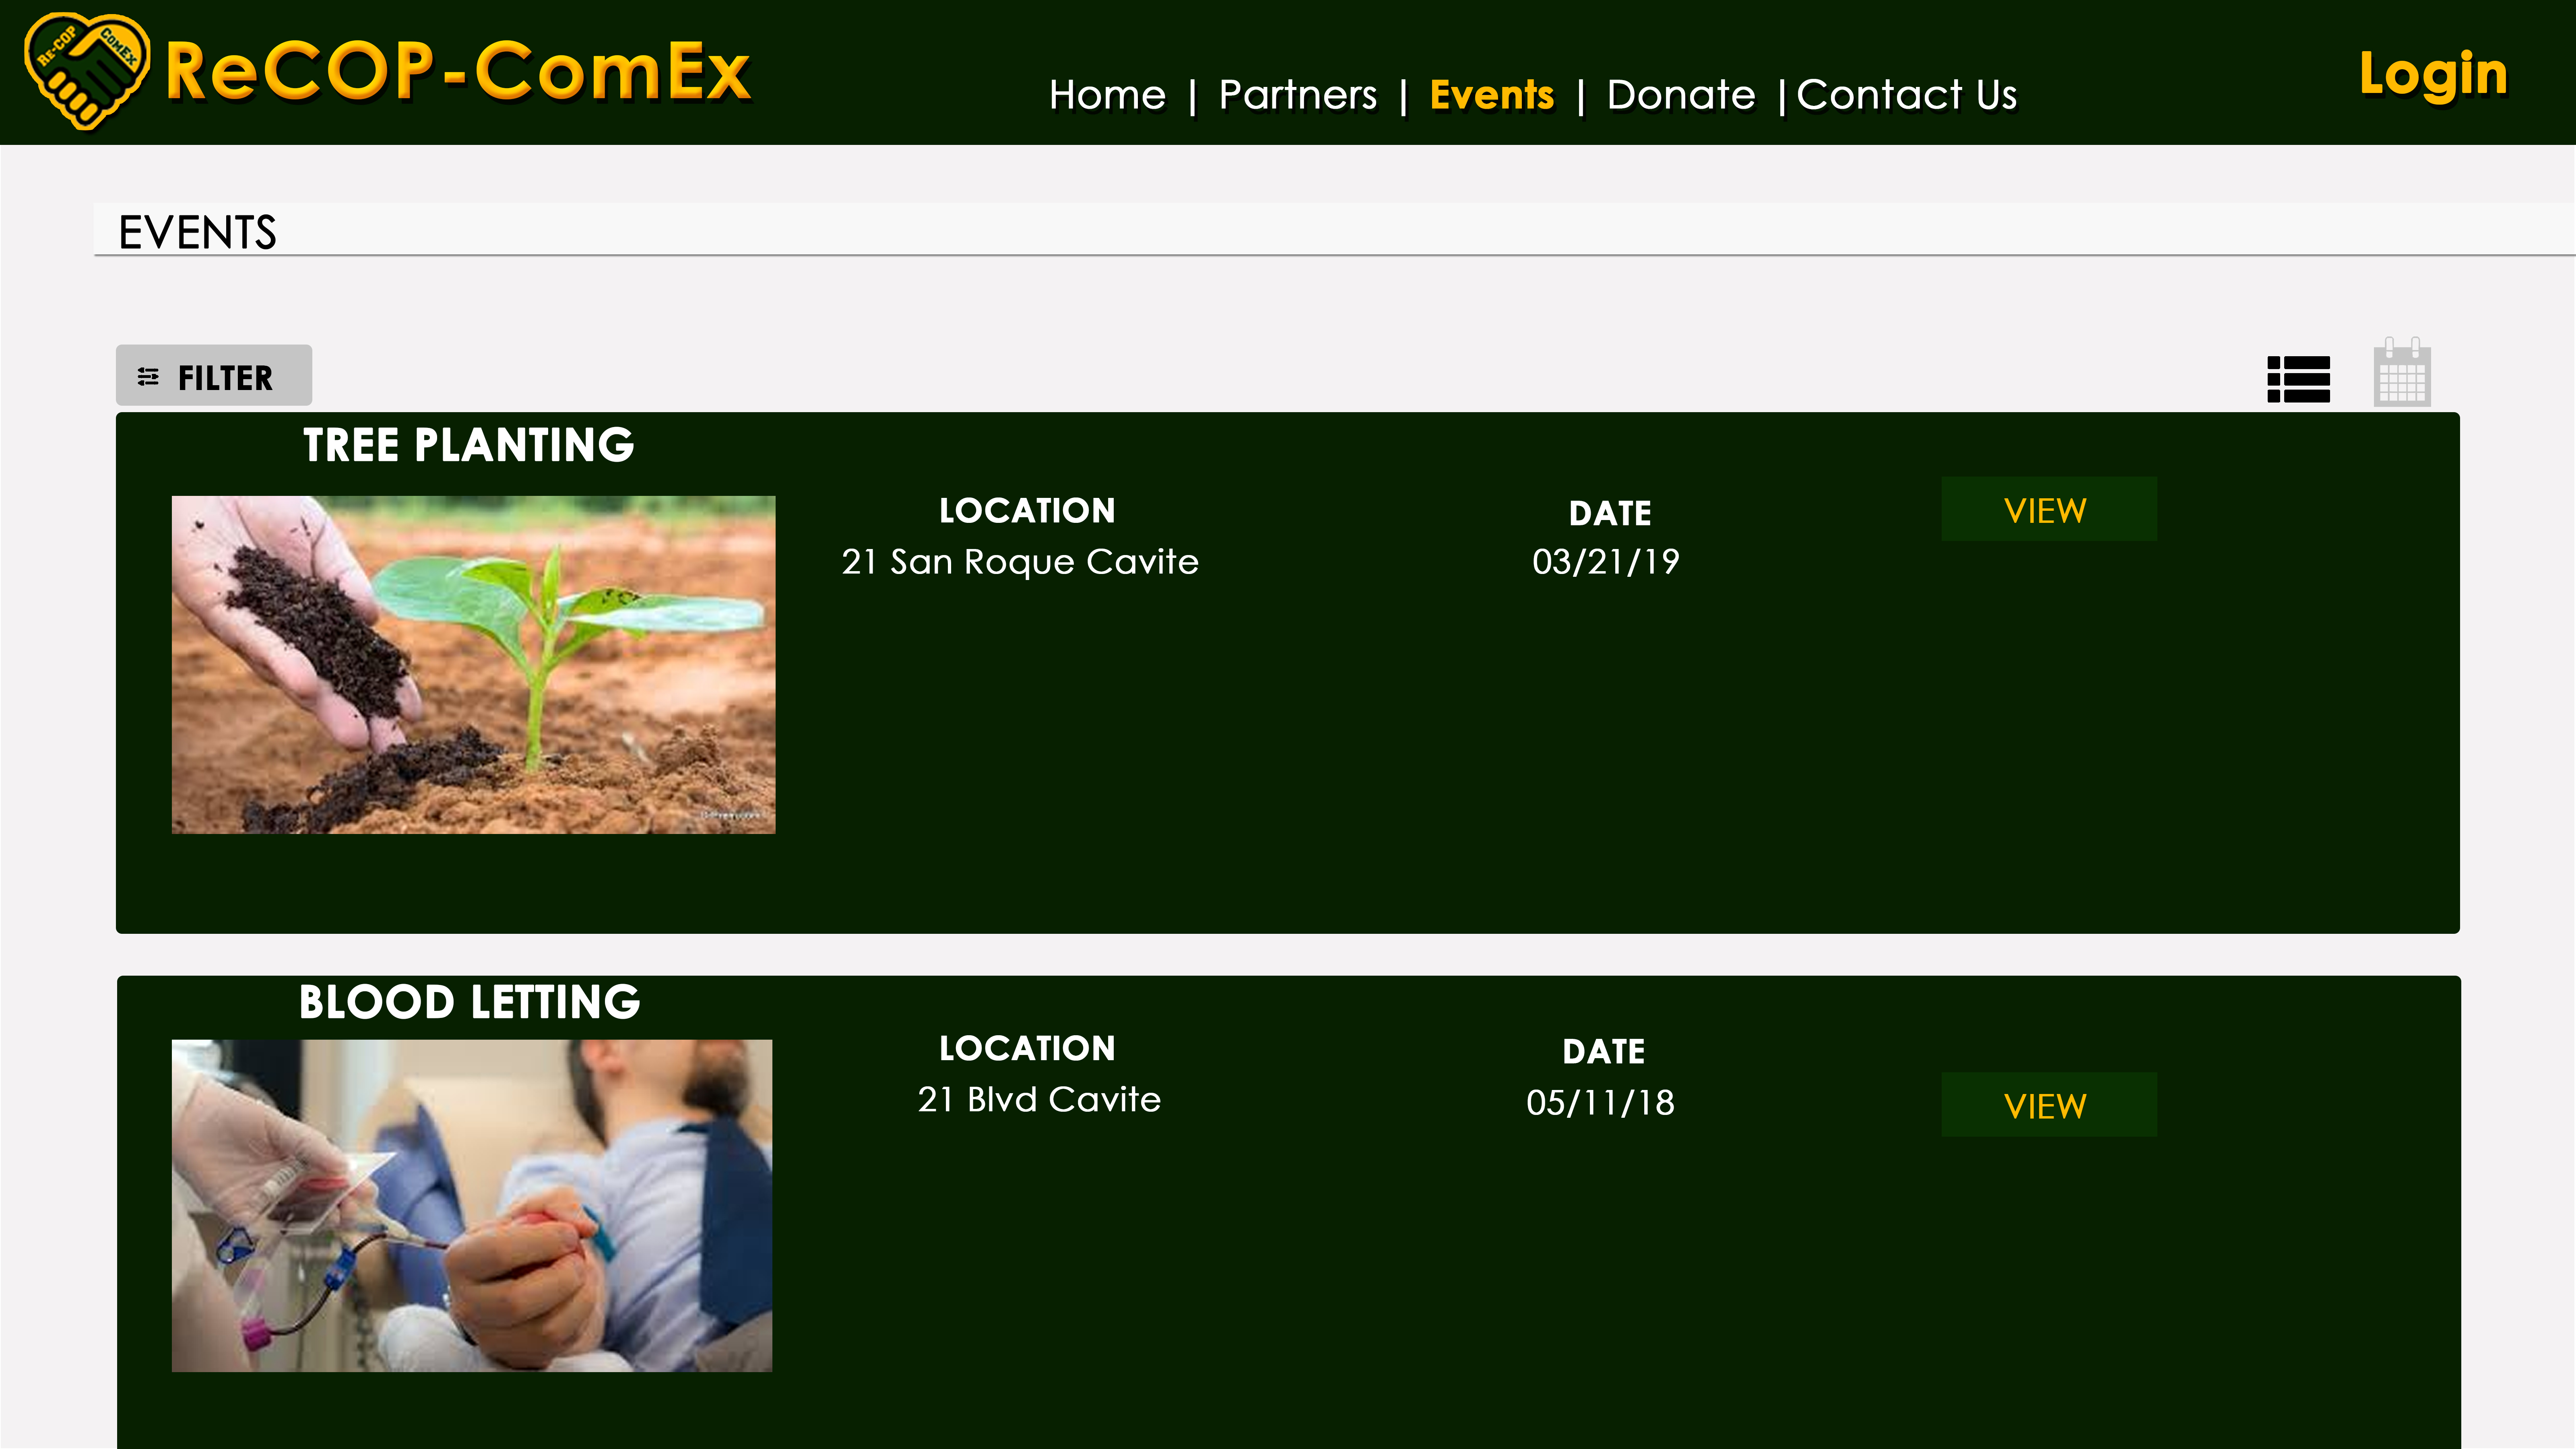 RE-COP COMEX
ReCOP-ComEx
Home | Partners | Events | Donate | Contact Us
Login
EVENTS
FILTER
TREE PLANTING
LOCATION
21 San Roque Cavite
DATE
03/21/19
VIEW
BLOOD LETTING
LOCATION
21 Blvd Cavite
DATE
05/11/18
VIEW